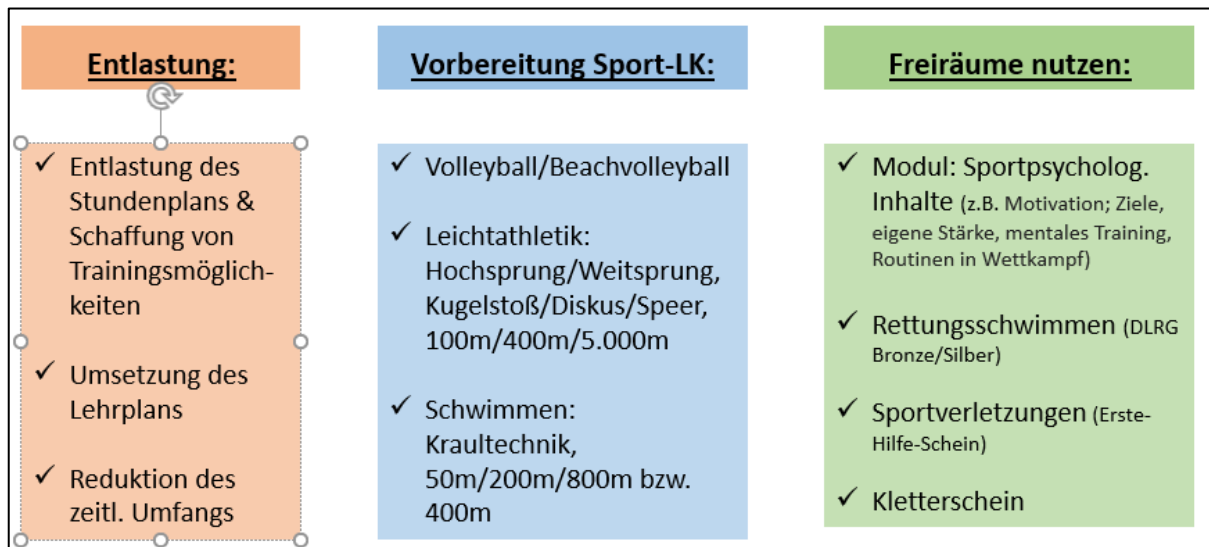 Entlastung:
✓ Entlastung des
Stundenplans &
Schaffung von
Trainingsmöglich-
keiten
✓ Umsetzung des
Lehrplans
✓ Reduktion des
zeitl. Umfangs
Vorbereitung Sport-LK:
✓ Volleyball/Beachvolleyball
✓ Leichtathletik:
Hochsprung/Weitsprung,
Kugelstoß/Diskus/Speer,
100m/400m/5.000m
✓ Schwimmen:
Kraultechnik,
50m/200m/800m bzw.
400m
Freiräume nutzen:
✓ Modul: Sportpsycholog.
Inhalte (z.B. Motivation; Ziele,
eigene Stärke, mentales Training,
Routinen in Wettkampf)
✓ Rettungsschwimmen (DLRG
Bronze/Silber)
✓ Sportverletzungen (Erste-
Hilfe-Schein)
✓ Kletterschein